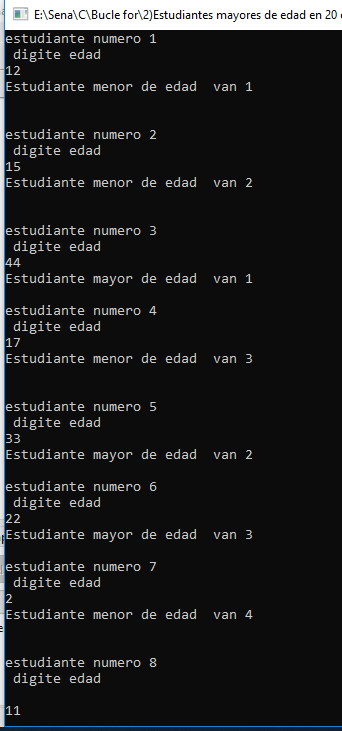 E:\Sena\C\Bucle for\2)Estudiantes mayores de edad en 20
estudiante numero 1
 digite edad
12
Estudiante menor de edad  van 1
estudiante numero 2
 digite edad
15
Estudiante menor de edad  van 2
estudiante numero 3
 digite edad
44
Estudiante mayor de edad  van 1
estudiante numero 4
 digite edad
17
Estudiante menor de edad  van 3
estudiante numero 5
 digite edad
33
Estudiante mayor de edad  van 2
estudiante numero 6
 digite edad
22
Estudiante mayor de edad  van 3
estudiante numero 7
 digite edad
2
Estudiante menor de edad  van 4
estudiante numero 8
 digite edad
11